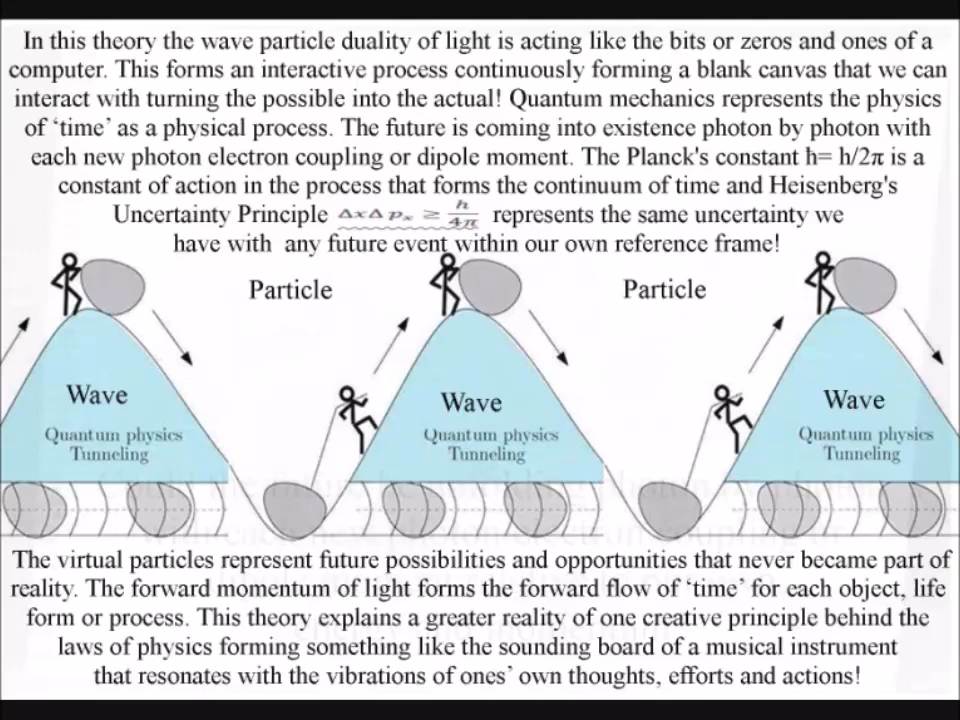 In this theory the wave particle duality of light is acting like the bits or zeros and ones of a
computer. This forms an interactive process continuously forming a blank canvas that we can
interact with turning the possible into the actual! Quantum mechanics represents the physics
of ‘time’ as a physical process. The future is coming into existence photon by photon with
each new photon electron coupling or dipole moment. The Planck's constant ħ= h/2π is a
constant of action in the process that forms the continuum of time and Heisenberg's
Uncertainty Principle ΔxΔpₓ ≥ h/4π represents the same uncertainty we
have with any future event within our own reference frame!
Particle
Particle
Wave
Wave
Wave
Quantum physics
Tunneling
Quantum physics
Tunneling
Quantum physics
Tunneling
The virtual particles represent future possibilities and opportunities that never became part of
reality. The forward momentum of light forms the forward flow of ‘time’ for each object, life
form or process. This theory explains a greater reality of one creative principle behind the
laws of physics forming something like the sounding board of a musical instrument
that resonates with the vibrations of ones’ own thoughts, efforts and actions!